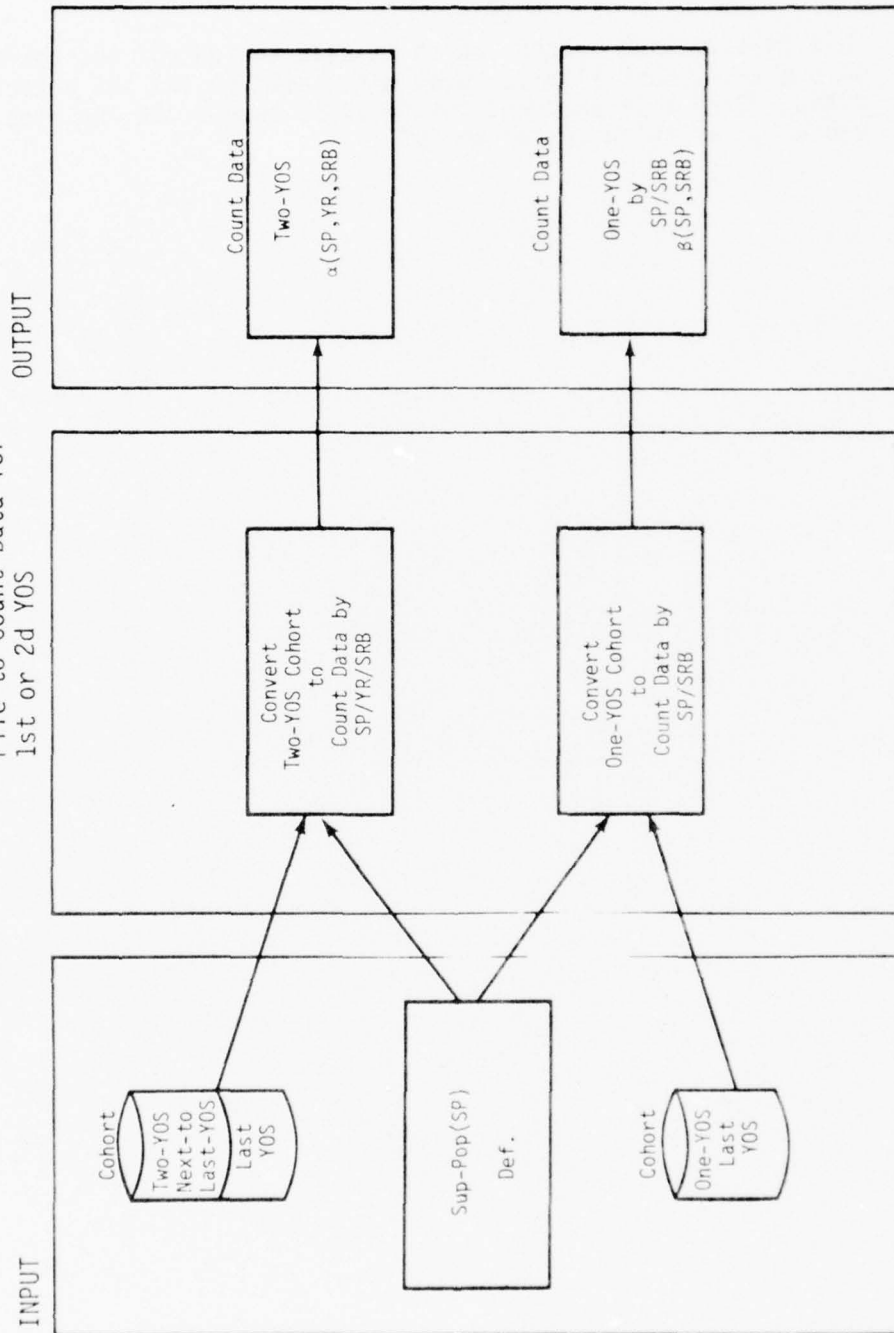 File to Count Data for
1st or 2d YOS
INPUT
OUTPUT
Cohort
Two-YOS
Next-to
Last-YOS
Last
YOS
Sup-Pop(SP)
Def.
Cohort
One-YOS
Last
YOS
Convert
Two-YOS Cohort
to
Count Data by
SP/YR/SRB
Convert
One-YOS Cohort
to
Count Data by
SP/SRB
Count Data
Two-YOS
α(SP,YR,SRB)
Count Data
One-YOS
by
SP/SRB
β(SP,SRB)